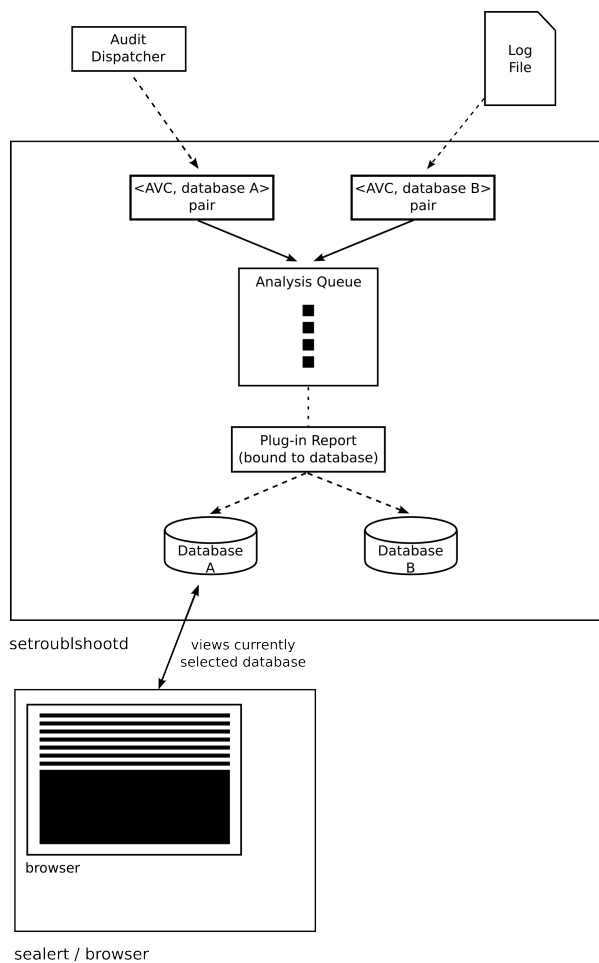 Audit
Dispatcher
Log
File
<AVC, database A>
pair
<AVC, database B>
pair
Analysis Queue
Plug-in Report
(bound to database)
Database
A
Database
B
setroublshootd
views currently
selected database
browser
sealert / browser